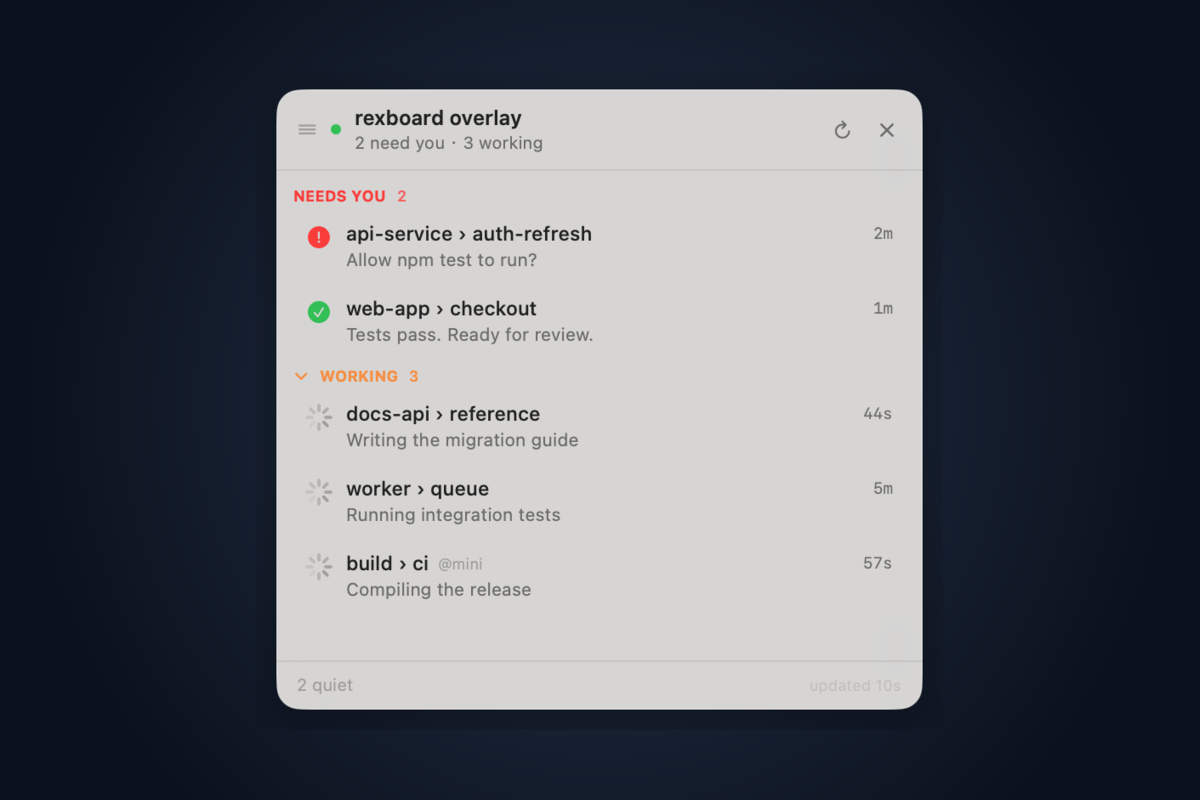 rexboard overlay
2 need you · 3 working
NEEDS YOU 2
api-service › auth-refresh 2m
Allow npm test to run?
web-app › checkout 1m
Tests pass. Ready for review.
WORKING 3
docs-api › reference 44s
Writing the migration guide
worker › queue 5m
Running integration tests
build › ci @mini 57s
Compiling the release
2 quiet updated 10s